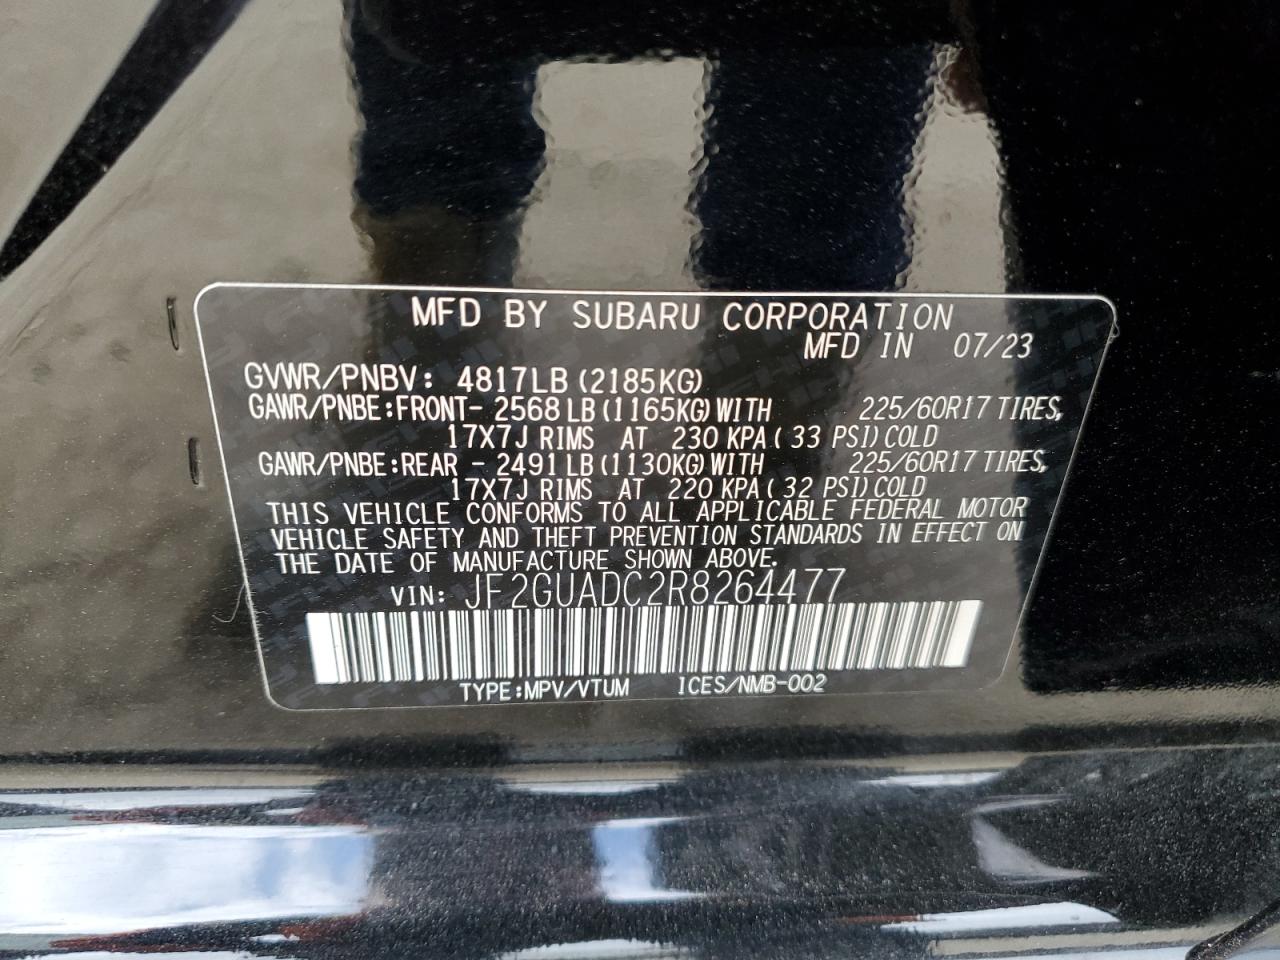 MFD BY SUBARU CORPORATION
MFD IN 07/23
GVWR/PNBV: 4817LB (2185KG)
GAWR/PNBE:FRONT- 2568 LB (1165KG) WITH 225/60R17 TIRES,
17X7J RIMS AT 230 KPA ( 33 PSI) COLD
GAWR/PNBE:REAR - 2491 LB (1130KG) WITH 225/60R17 TIRES,
17X7J RIMS AT 220 KPA ( 32 PSI) COLD
THIS VEHICLE CONFORMS TO ALL APPLICABLE FEDERAL MOTOR
VEHICLE SAFETY AND THEFT PREVENTION STANDARDS IN EFFECT ON
THE DATE OF MANUFACTURE SHOWN ABOVE.
VIN: JF2GUADC2R8264477
TYPE:MPV/VTUM ICES/NMB-002